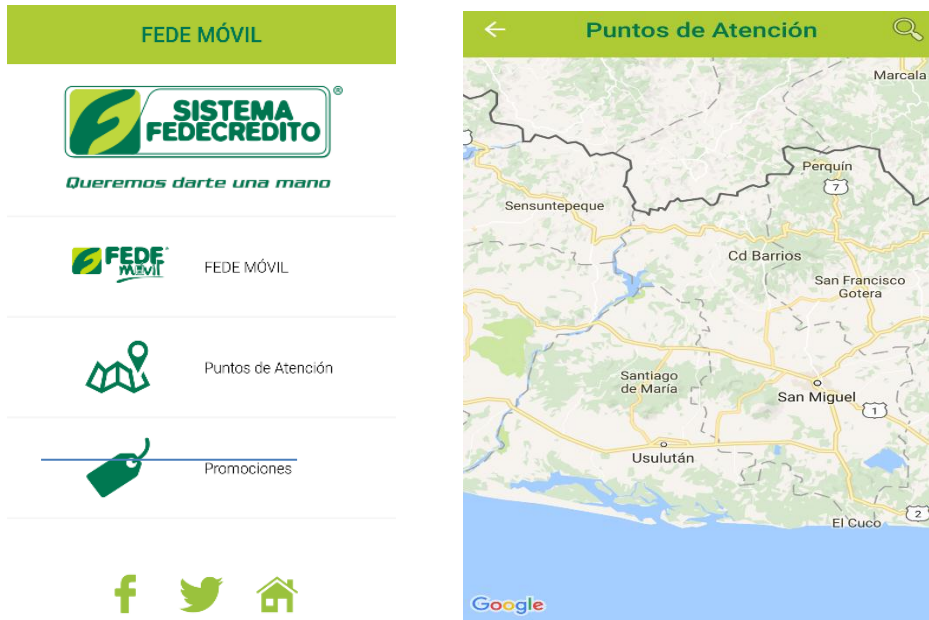 FEDE MÓVIL
SISTEMA
FEDECREDITO
®
Queremos darte una mano
FEDE
MÓVIL
FEDE MÓVIL
Puntos de Atención
Promociones
Puntos de Atención
Marcala
Perquín
7
Sensuntepeque
Cd Barrios
San Francisco
Gotera
Santiago
de María
San Miguel
1
Usulután
2
El Cuco
Google